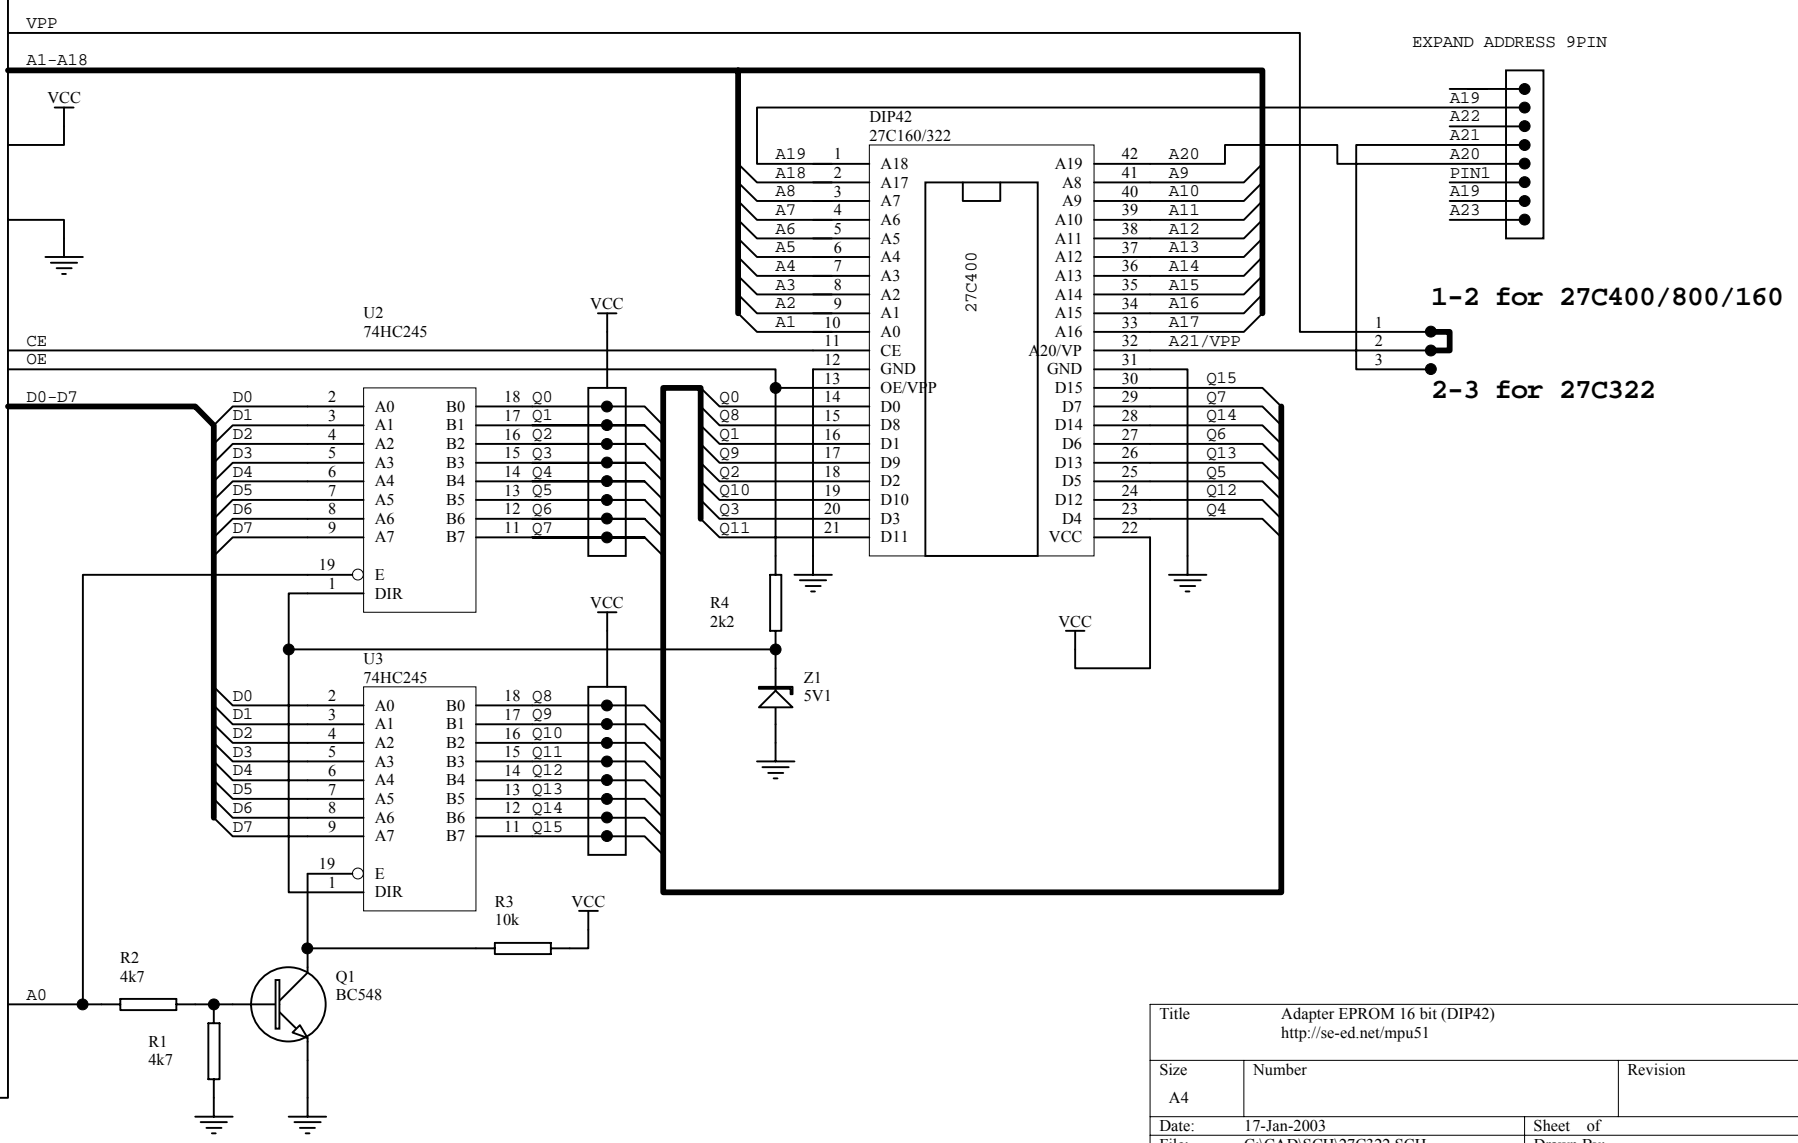 VPP
A1-A18
VCC
CE
OE
D0-D7
A0
EXPAND ADDRESS 9PIN
A19
A22
A21
A20
PIN1
A19
A23
DIP42
27C160/322
27C400
A19 1 A18
A18 2 A17
A8 3 A7
A7 4 A6
A6 5 A5
A5 6 A4
A4 7 A3
A3 8 A2
A2 9 A1
A1 10 A0
11 CE
12 GND
13 OE/VPP
Q0 14 D0
Q8 15 D8
Q1 16 D1
Q9 17 D9
Q2 18 D2
Q10 19 D10
Q3 20 D3
Q11 21 D11
A19 42 A20
A8 41 A9
A9 40 A10
A10 39 A11
A11 38 A12
A12 37 A13
A13 36 A14
A14 35 A15
A15 34 A16
A16 33 A17
A20/VP 32 A21/VPP
GND 31
D15 30 Q15
D7 29 Q7
D14 28 Q14
D6 27 Q6
D13 26 Q13
D5 25 Q5
D12 24 Q12
D4 23 Q4
VCC 22
VCC
1-2 for 27C400/800/160
1
2
3
2-3 for 27C322
U2
74HC245
VCC
D0 2 A0 B0 18 Q0
D1 3 A1 B1 17 Q1
D2 4 A2 B2 16 Q2
D3 5 A3 B3 15 Q3
D4 6 A4 B4 14 Q4
D5 7 A5 B5 13 Q5
D6 8 A6 B6 12 Q6
D7 9 A7 B7 11 Q7
19 E
1 DIR
R4
2k2
Z1
5V1
U3
74HC245
VCC
D0 2 A0 B0 18 Q8
D1 3 A1 B1 17 Q9
D2 4 A2 B2 16 Q10
D3 5 A3 B3 15 Q11
D4 6 A4 B4 14 Q12
D5 7 A5 B5 13 Q13
D6 8 A6 B6 12 Q14
D7 9 A7 B7 11 Q15
19 E
1 DIR
R3
10k
VCC
R2
4k7
Q1
BC548
R1
4k7
Title Adapter EPROM 16 bit (DIP42)
http://se-ed.net/mpu51
Size Number Revision
A4
Date: 17-Jan-2003 Sheet of
File: C:\CAD\SCH\27C322.SCH Drawn By: